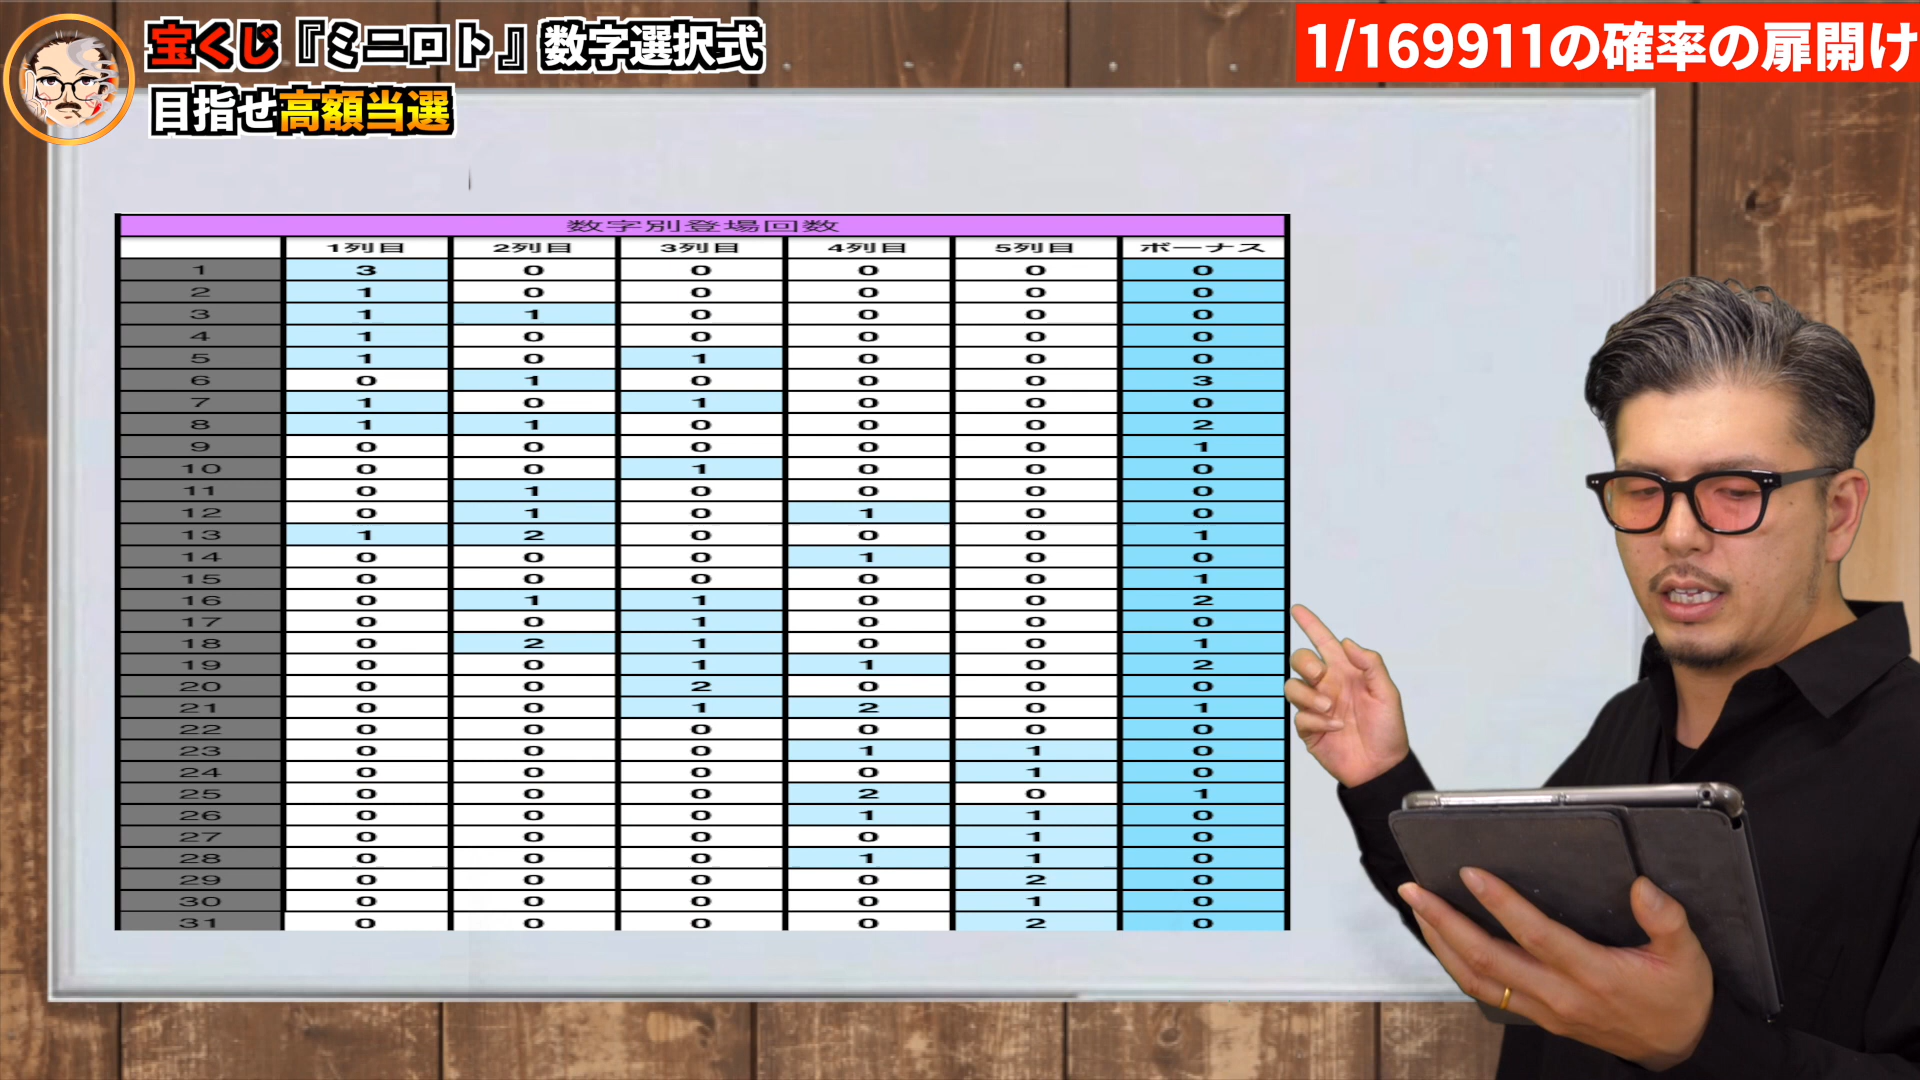 宝くじ『ミニロト』数字選択式
目指せ高額当選
1/169911の確率の扉開け
数字別登場回数
1列目 2列目 3列目 4列目 5列目 ボーナス
1 3 0 0 0 0 0
2 1 0 0 0 0 0
3 1 1 0 0 0 0
4 1 0 0 0 0 0
5 1 0 1 0 0 0
6 0 1 0 0 0 3
7 1 0 1 0 0 0
8 1 1 0 0 0 2
9 0 0 0 0 0 1
10 0 0 1 0 0 0
11 0 1 0 0 0 0
12 0 1 0 1 0 0
13 1 2 0 0 0 1
14 0 0 0 1 0 0
15 0 0 0 0 0 1
16 0 1 1 0 0 2
17 0 0 1 0 0 0
18 0 2 1 0 0 1
19 0 0 1 1 0 2
20 0 0 2 0 0 0
21 0 0 1 2 0 1
22 0 0 0 0 0 0
23 0 0 0 1 1 0
24 0 0 0 0 1 0
25 0 0 0 2 0 1
26 0 0 0 1 1 0
27 0 0 0 0 1 0
28 0 0 0 1 1 0
29 0 0 0 0 2 0
30 0 0 0 0 1 0
31 0 0 0 0 2 0